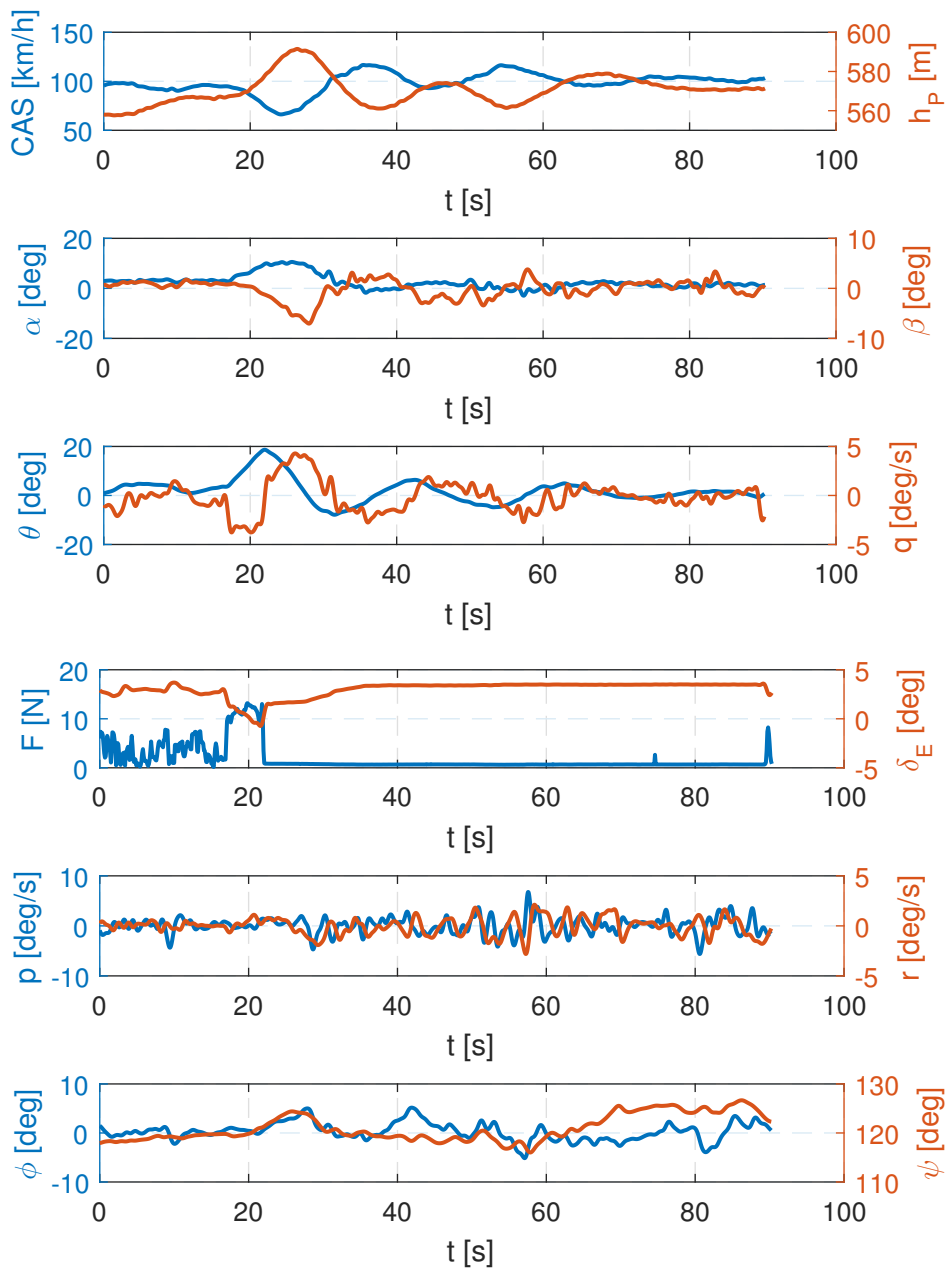 CAS [km/h]
150
100
50
600
580
560
h_P [m]
0 20 40 60 80 100
t [s]
α [deg]
20
0
-20
10
0
-10
β [deg]
0 20 40 60 80 100
t [s]
θ [deg]
20
0
-20
5
0
-5
q [deg/s]
0 20 40 60 80 100
t [s]
F [N]
20
10
0
5
0
-5
δ_E [deg]
0 20 40 60 80 100
t [s]
p [deg/s]
10
0
-10
5
0
-5
r [deg/s]
0 20 40 60 80 100
t [s]
ϕ [deg]
10
0
-10
130
120
110
ψ [deg]
0 20 40 60 80 100
t [s]